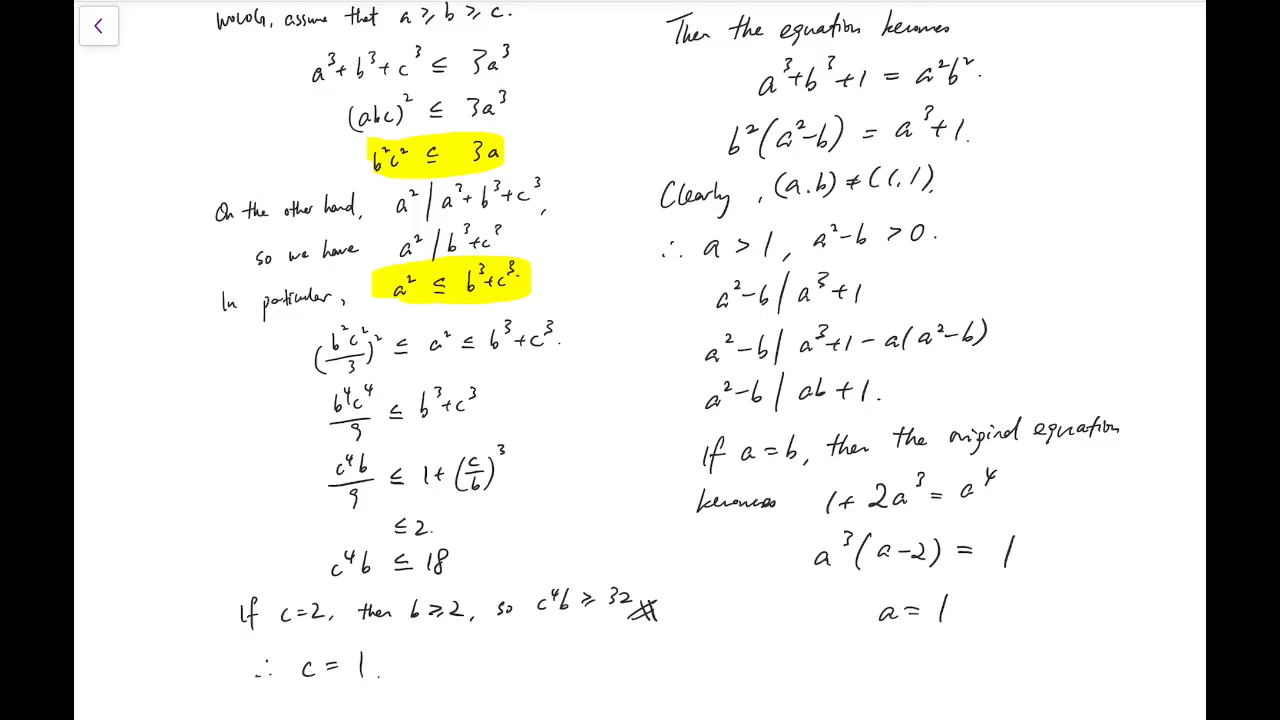 WOLOG, assume that a ≥ b ≥ c.
a³ + b³ + c³ ≤ 3a³
(abc)² ≤ 3a³
b²c² ≤ 3a
On the other hand, a² | a³ + b³ + c³,
so we have a² | b³ + c³
In particular, a² ≤ b³ + c³.
(b²c²/3)² ≤ a² ≤ b³ + c³.
b⁴c⁴/9 ≤ b³ + c³
c⁴b/9 ≤ 1 + (c/b)³
≤ 2.
c⁴b ≤ 18
If c = 2, then b ≥ 2, so c⁴b ≥ 32
∴ c = 1.
Then the equation becomes
a³ + b³ + 1 = a²b².
b²(a² − b) = a³ + 1.
Clearly, (a, b) ≠ (1, 1).
∴ a > 1, a² − b > 0.
a² − b | a³ + 1
a² − b | a³ + 1 − a(a² − b)
a² − b | ab + 1.
If a = b, then the original equation
becomes 1 + 2a³ = a⁴
a³(a − 2) = 1
a = 1